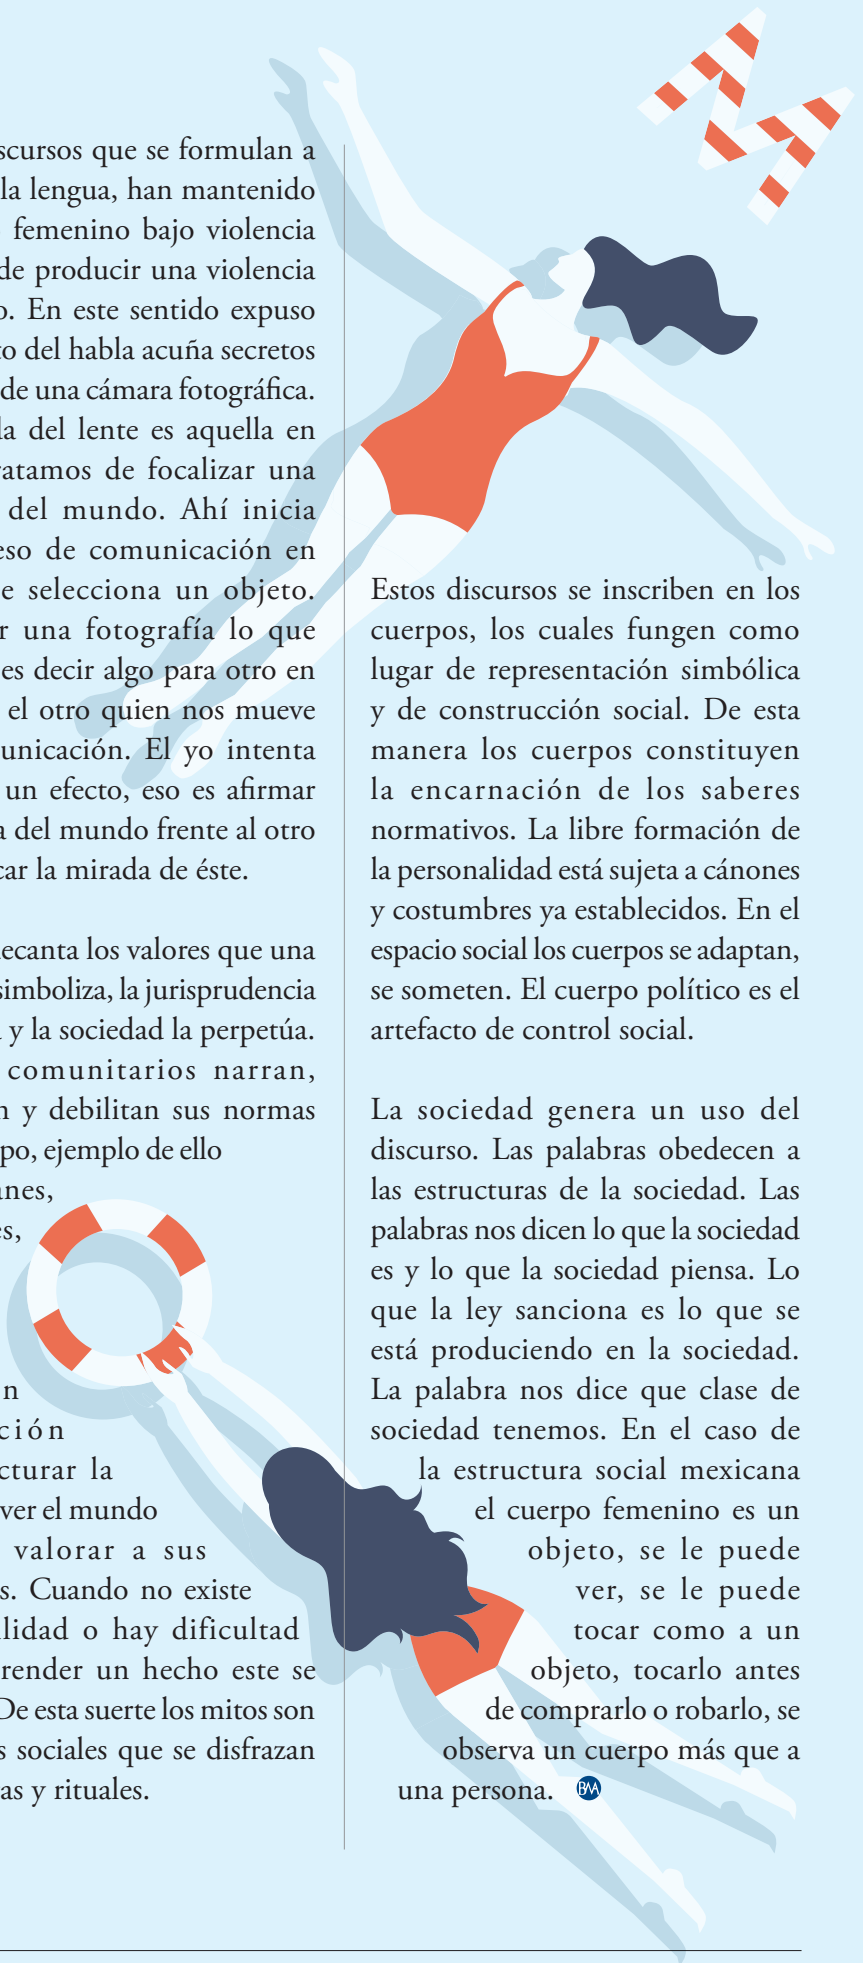 M
scursos que se formulan a
la lengua, han mantenido
femenino bajo violencia
de producir una violencia
o. En este sentido expuso
to del habla acuña secretos
de una cámara fotográfica.
la del lente es aquella en
ratamos de focalizar una
del mundo. Ahí inicia
eso de comunicación en
e selecciona un objeto.
r una fotografía lo que
es decir algo para otro en
el otro quien nos mueve
unicación. El yo intenta
un efecto, eso es afirmar
a del mundo frente al otro
car la mirada de éste.
decanta los valores que una
simboliza, la jurisprudencia
y la sociedad la perpetúa.
comunitarios narran,
n y debilitan sus normas
po, ejemplo de ello
anes,
es,
n
ción
cturar la
ver el mundo
valorar a sus
s. Cuando no existe
ilidad o hay dificultad
render un hecho este se
De esta suerte los mitos son
s sociales que se disfrazan
as y rituales.
Estos discursos se inscriben en los
cuerpos, los cuales fungen como
lugar de representación simbólica
y de construcción social. De esta
manera los cuerpos constituyen
la encarnación de los saberes
normativos. La libre formación de
la personalidad está sujeta a cánones
y costumbres ya establecidos. En el
espacio social los cuerpos se adaptan,
se someten. El cuerpo político es el
artefacto de control social.
La sociedad genera un uso del
discurso. Las palabras obedecen a
las estructuras de la sociedad. Las
palabras nos dicen lo que la sociedad
es y lo que la sociedad piensa. Lo
que la ley sanciona es lo que se
está produciendo en la sociedad.
La palabra nos dice que clase de
sociedad tenemos. En el caso de
la estructura social mexicana
el cuerpo femenino es un
objeto, se le puede
ver, se le puede
tocar como a un
objeto, tocarlo antes
de comprarlo o robarlo, se
observa un cuerpo más que a
una persona. BM